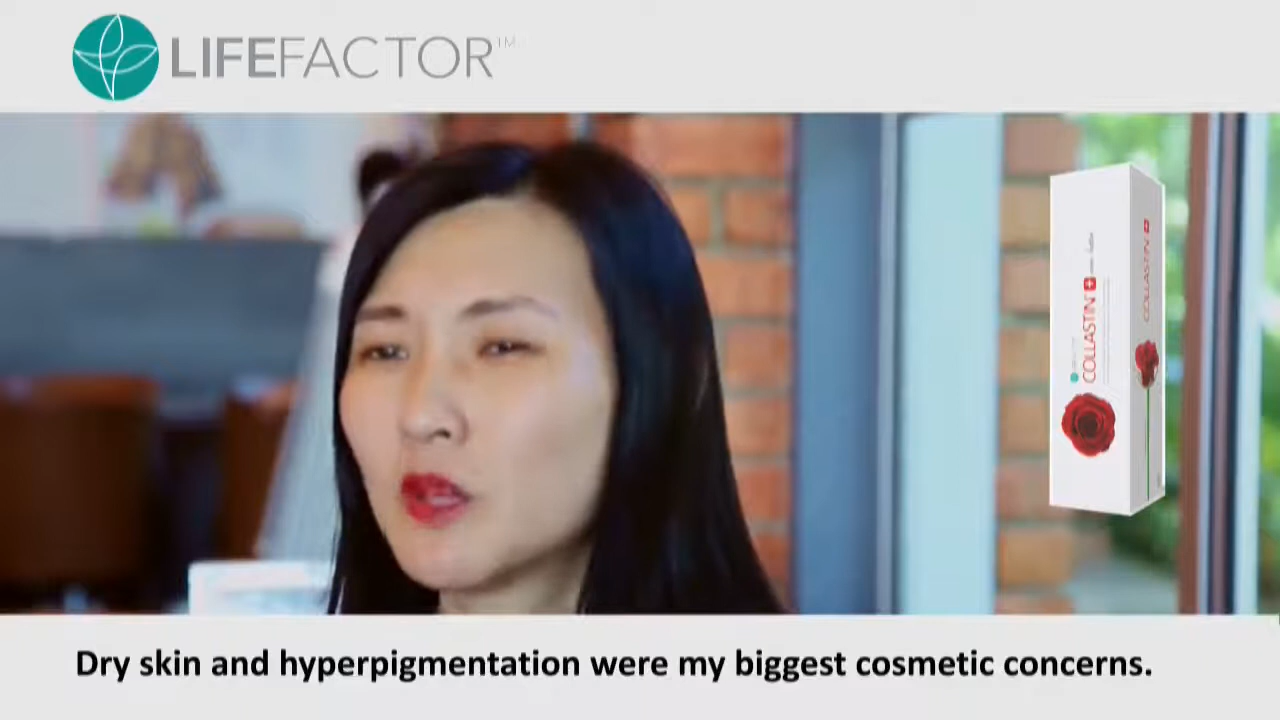 LIFEFACTOR™
COLLASTIN
COLLASTIN
Dry skin and hyperpigmentation were my biggest cosmetic concerns.